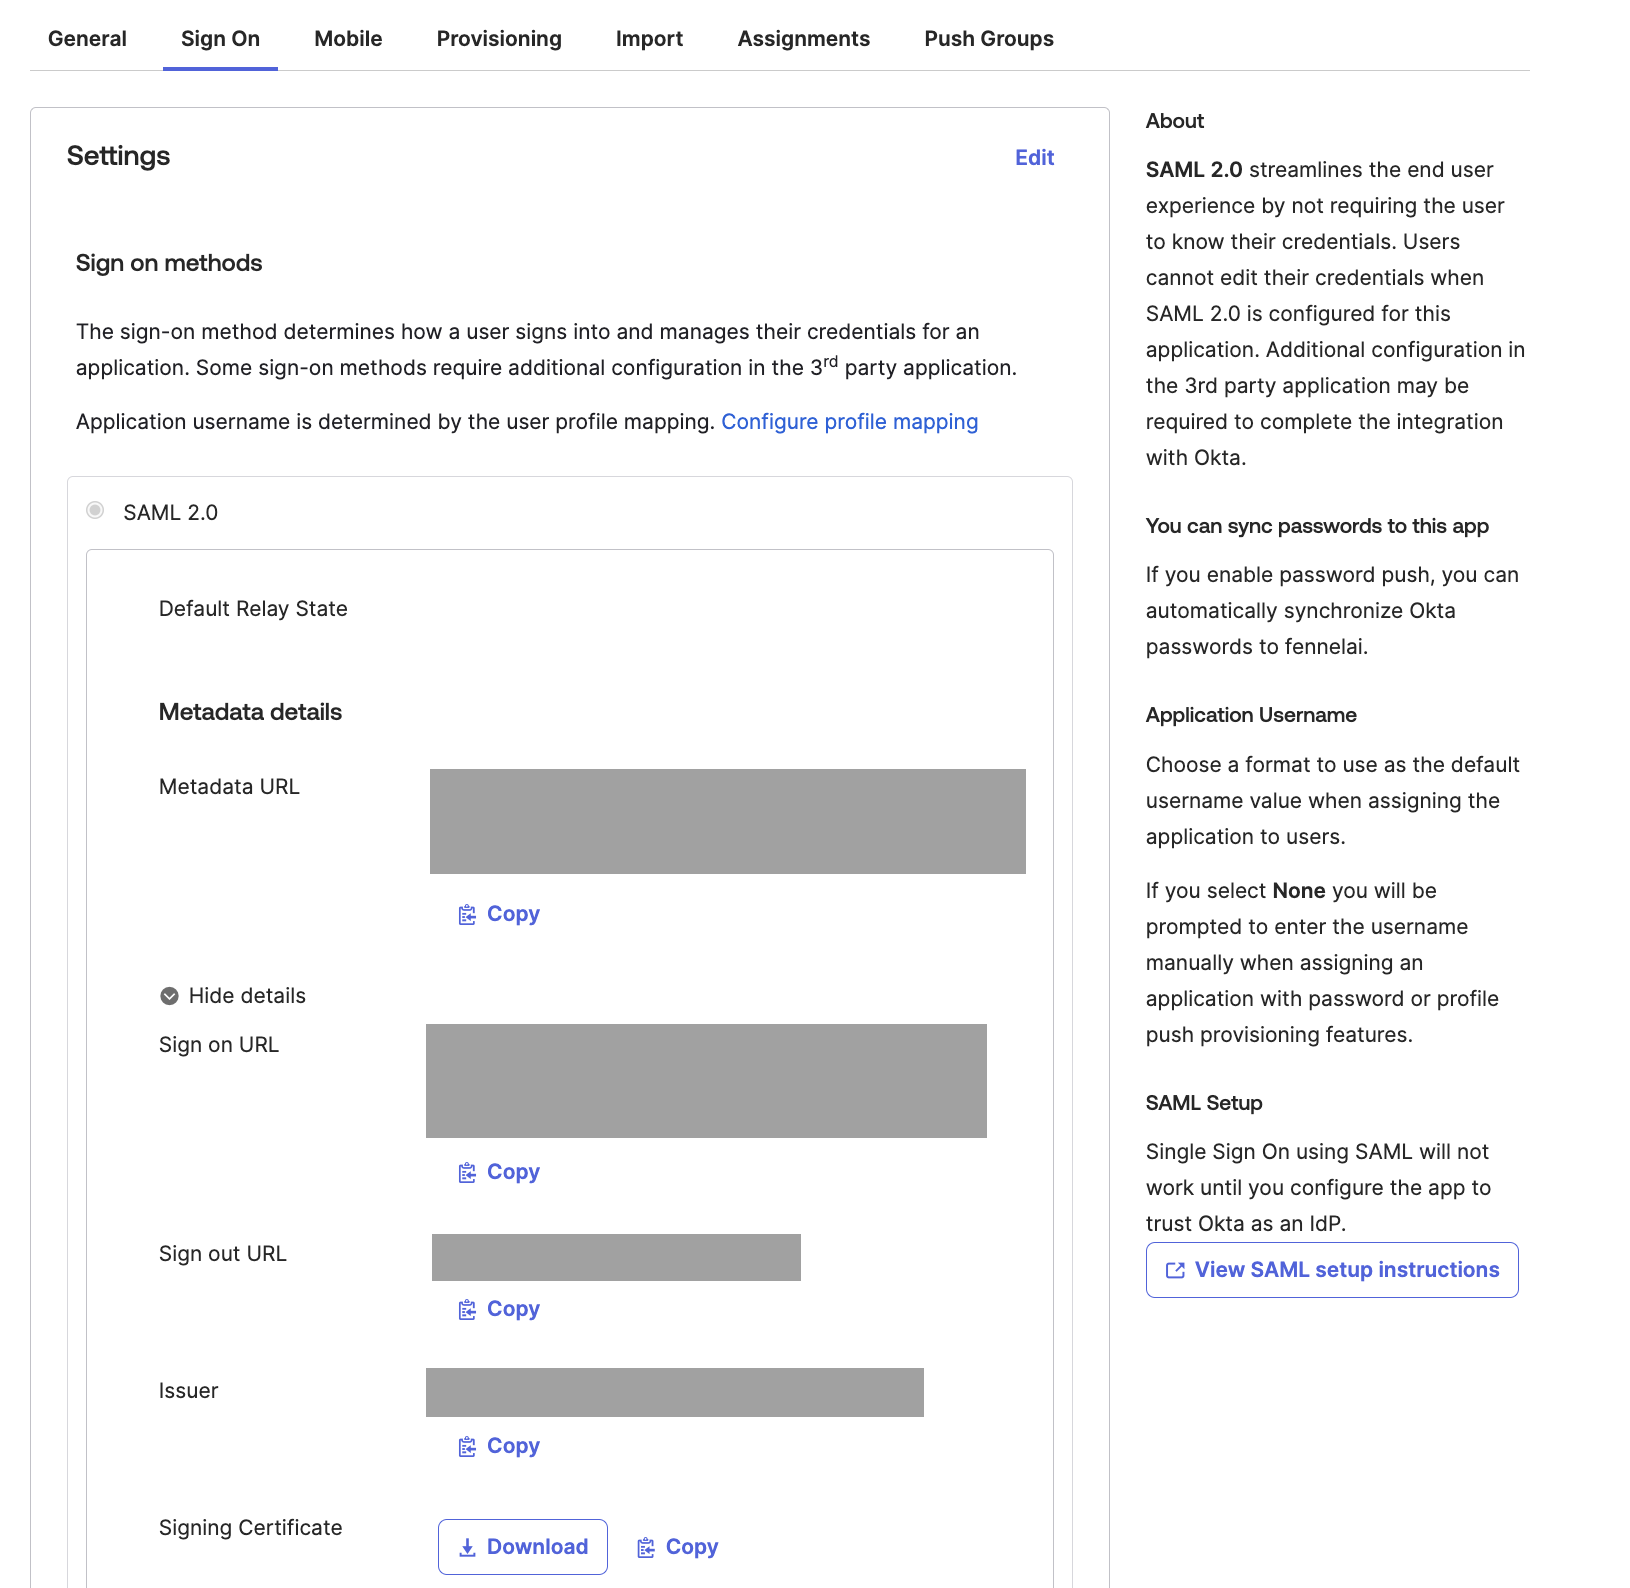 General Sign On Mobile Provisioning Import Assignments Push Groups
Settings
Edit
Sign on methods
The sign-on method determines how a user signs into and manages their credentials for an
application. Some sign-on methods require additional configuration in the 3rd party application.
Application username is determined by the user profile mapping. Configure profile mapping
SAML 2.0
Default Relay State
Metadata details
Metadata URL
Copy
Hide details
Sign on URL
Copy
Sign out URL
Copy
Issuer
Copy
Signing Certificate
Download Copy
About
SAML 2.0 streamlines the end user
experience by not requiring the user
to know their credentials. Users
cannot edit their credentials when
SAML 2.0 is configured for this
application. Additional configuration in
the 3rd party application may be
required to complete the integration
with Okta.
You can sync passwords to this app
If you enable password push, you can
automatically synchronize Okta
passwords to fennelai.
Application Username
Choose a format to use as the default
username value when assigning the
application to users.
If you select None you will be
prompted to enter the username
manually when assigning an
application with password or profile
push provisioning features.
SAML Setup
Single Sign On using SAML will not
work until you configure the app to
trust Okta as an IdP.
View SAML setup instructions